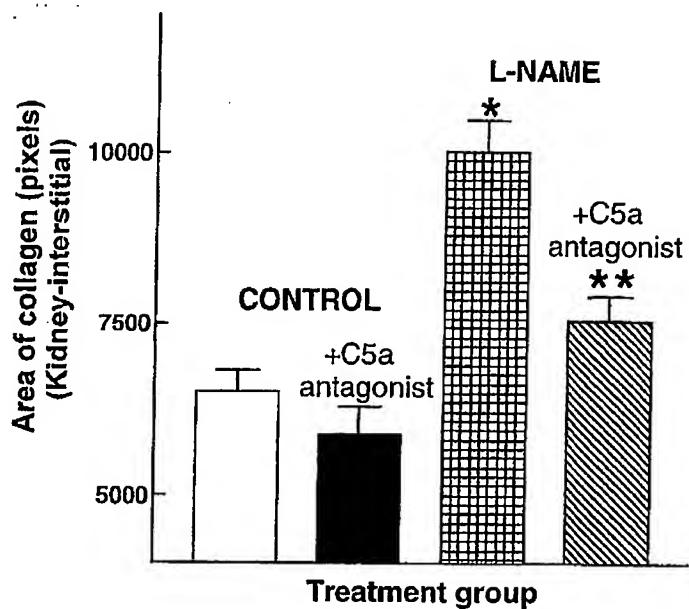 Area of collagen (pixels)
(Kidney-interstitial)
10000
7500
5000
CONTROL
+C5a
antagonist
L-NAME
*
+C5a
antagonist
**
Treatment group